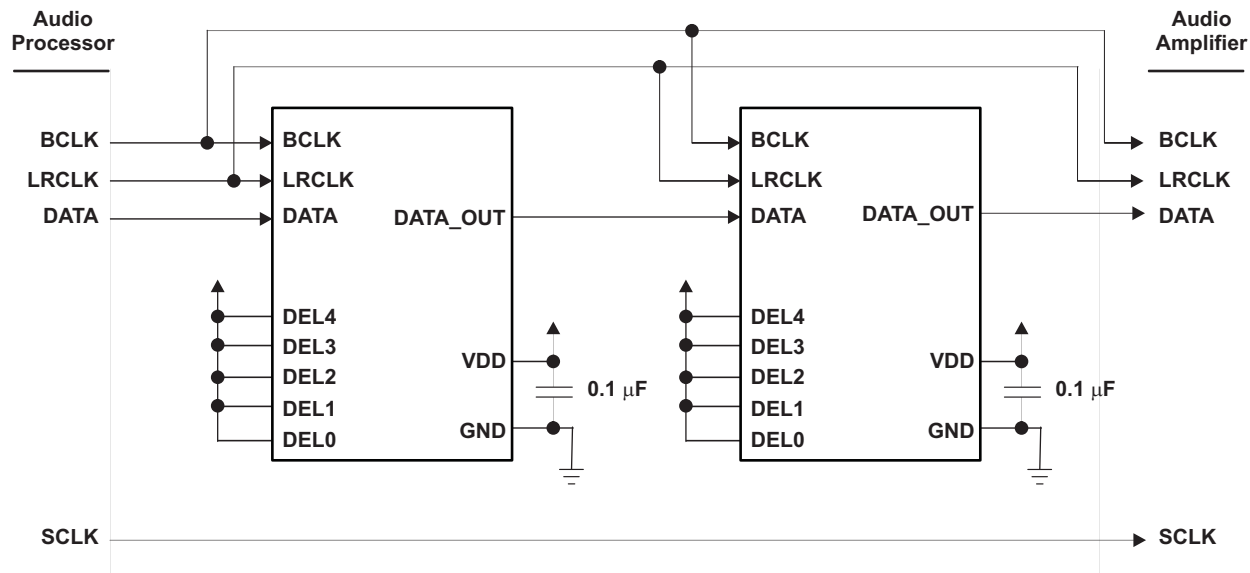 Audio
Processor
Audio
Amplifier
BCLK
BCLK
BCLK
BCLK
LRCLK
LRCLK
LRCLK
LRCLK
DATA
DATA
DATA_OUT
DATA
DATA_OUT
DATA
DEL4
DEL3
DEL2
DEL1
DEL0
VDD
GND
0.1 μF
DEL4
DEL3
DEL2
DEL1
DEL0
VDD
GND
0.1 μF
SCLK
SCLK